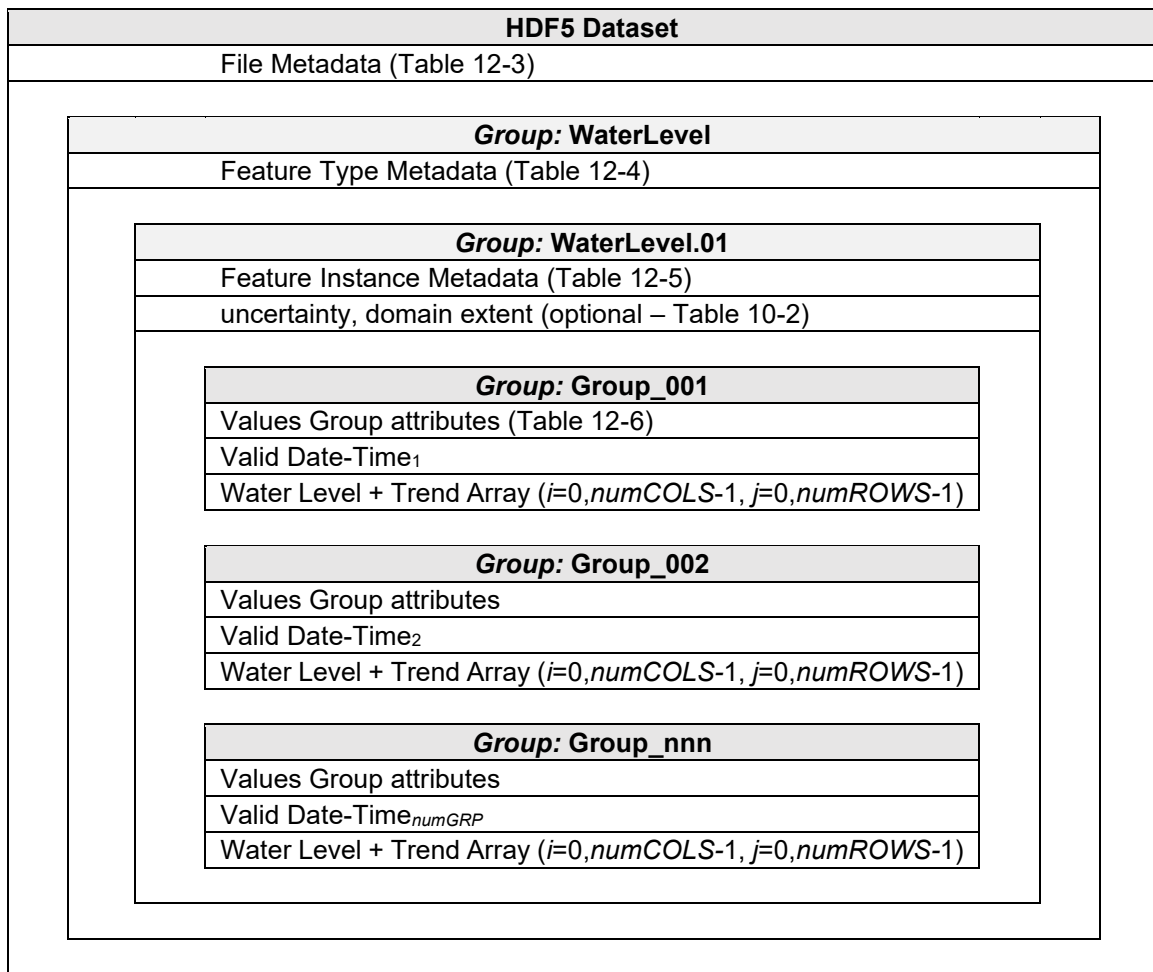 HDF5 Dataset
File Metadata (Table 12-3)
Group: WaterLevel
Feature Type Metadata (Table 12-4)
Group: WaterLevel.01
Feature Instance Metadata (Table 12-5)
uncertainty, domain extent (optional – Table 10-2)
Group: Group_001
Values Group attributes (Table 12-6)
Valid Date-Time1
Water Level + Trend Array (i=0,numCOLS-1, j=0,numROWS-1)
Group: Group_002
Values Group attributes
Valid Date-Time2
Water Level + Trend Array (i=0,numCOLS-1, j=0,numROWS-1)
Group: Group_nnn
Values Group attributes
Valid Date-TimenumGRP
Water Level + Trend Array (i=0,numCOLS-1, j=0,numROWS-1)